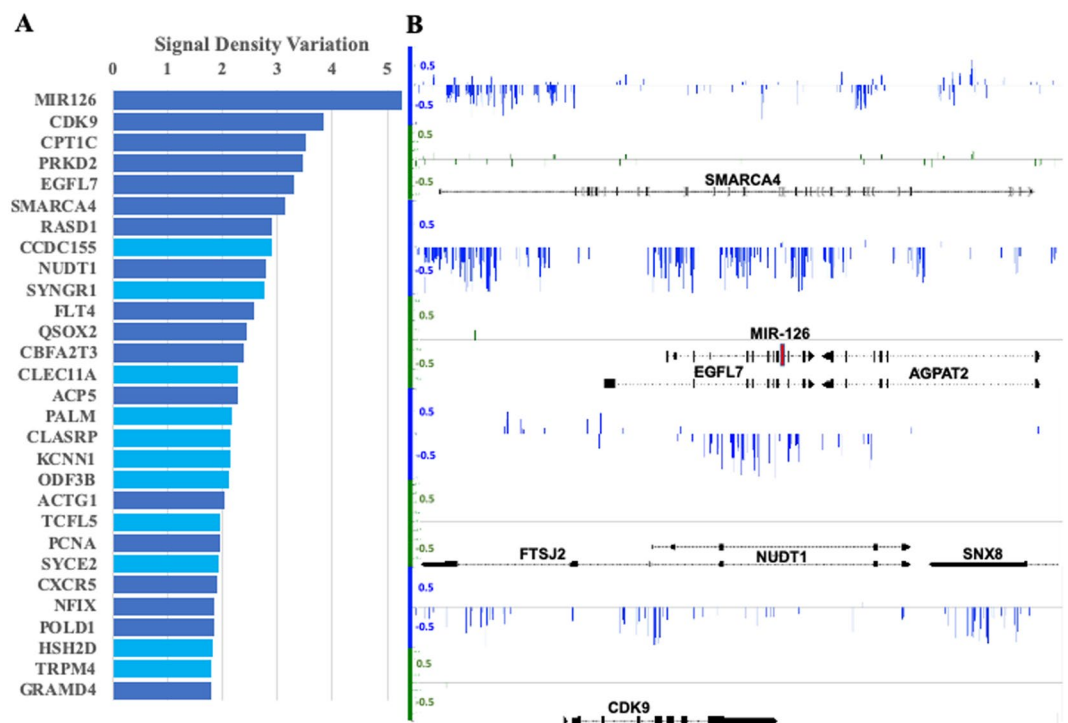 A
Signal Density Variation
0 1 2 3 4 5
MIR126
CDK9
CPT1C
PRKD2
EGFL7
SMARCA4
RASD1
CCDC155
NUDT1
SYNGR1
FLT4
QSOX2
CBFA2T3
CLEC11A
ACP5
PALM
CLASRP
KCNN1
ODF3B
ACTG1
TCFL5
PCNA
SYCE2
CXCR5
NFIX
POLD1
HSH2D
TRPM4
GRAMD4
B
0.5
-0.5
0.5
-0.5
SMARCA4
0.5
-0.5
0.5
-0.5
MIR-126
EGFL7 AGPAT2
0.5
-0.5
0.5
-0.5
FTSJ2 NUDT1 SNX8
0.5
-0.5
0.5
-0.5
CDK9